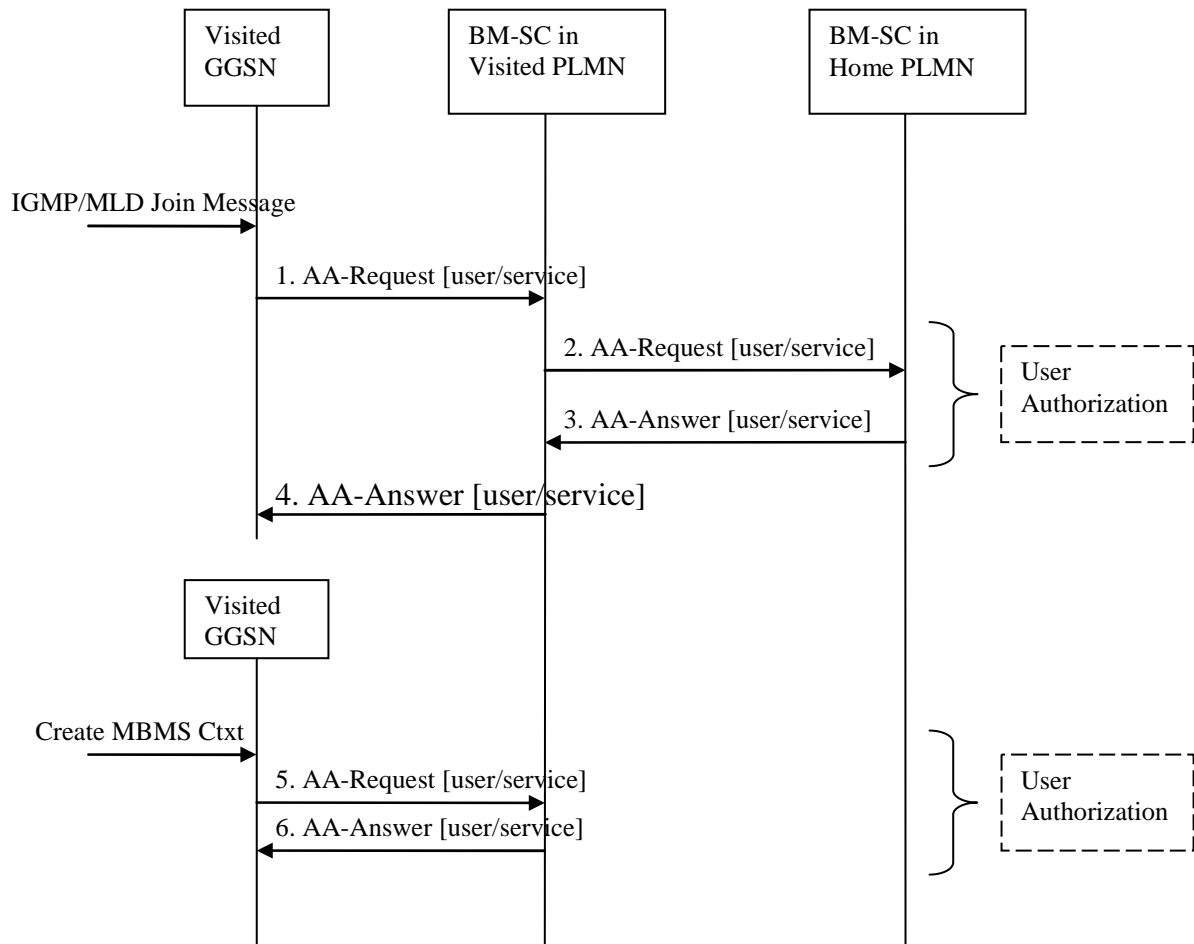 Visited
GGSN
BM-SC in
Visited PLMN
BM-SC in
Home PLMN
IGMP/MLD Join Message
1. AA-Request [user/service]
2. AA-Request [user/service]
3. AA-Answer [user/service]
User
Authorization
4. AA-Answer [user/service]
Visited
GGSN
Create MBMS Ctxt
5. AA-Request [user/service]
6. AA-Answer [user/service]
User
Authorization